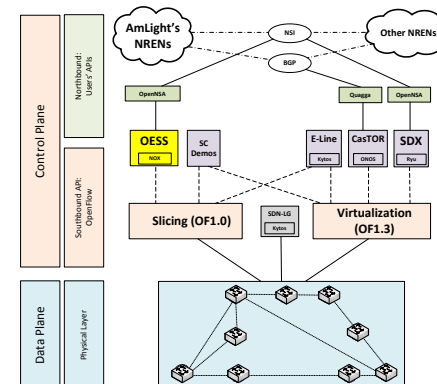 AmLight's
NRENs
NSI
Other NRENs
BGP
Control Plane
Northbound:
Users' APIs
OpenNSA
Quagga
OpenNSA
OESS
NOX
SC
Demos
E-Line
Kytos
CasTOR
ONOS
SDX
Ryu
Southbound API:
OpenFlow
Slicing (OF1.0)
SDN-LG
Kytos
Virtualization
(OF1.3)
Data Plane
Physical Layer